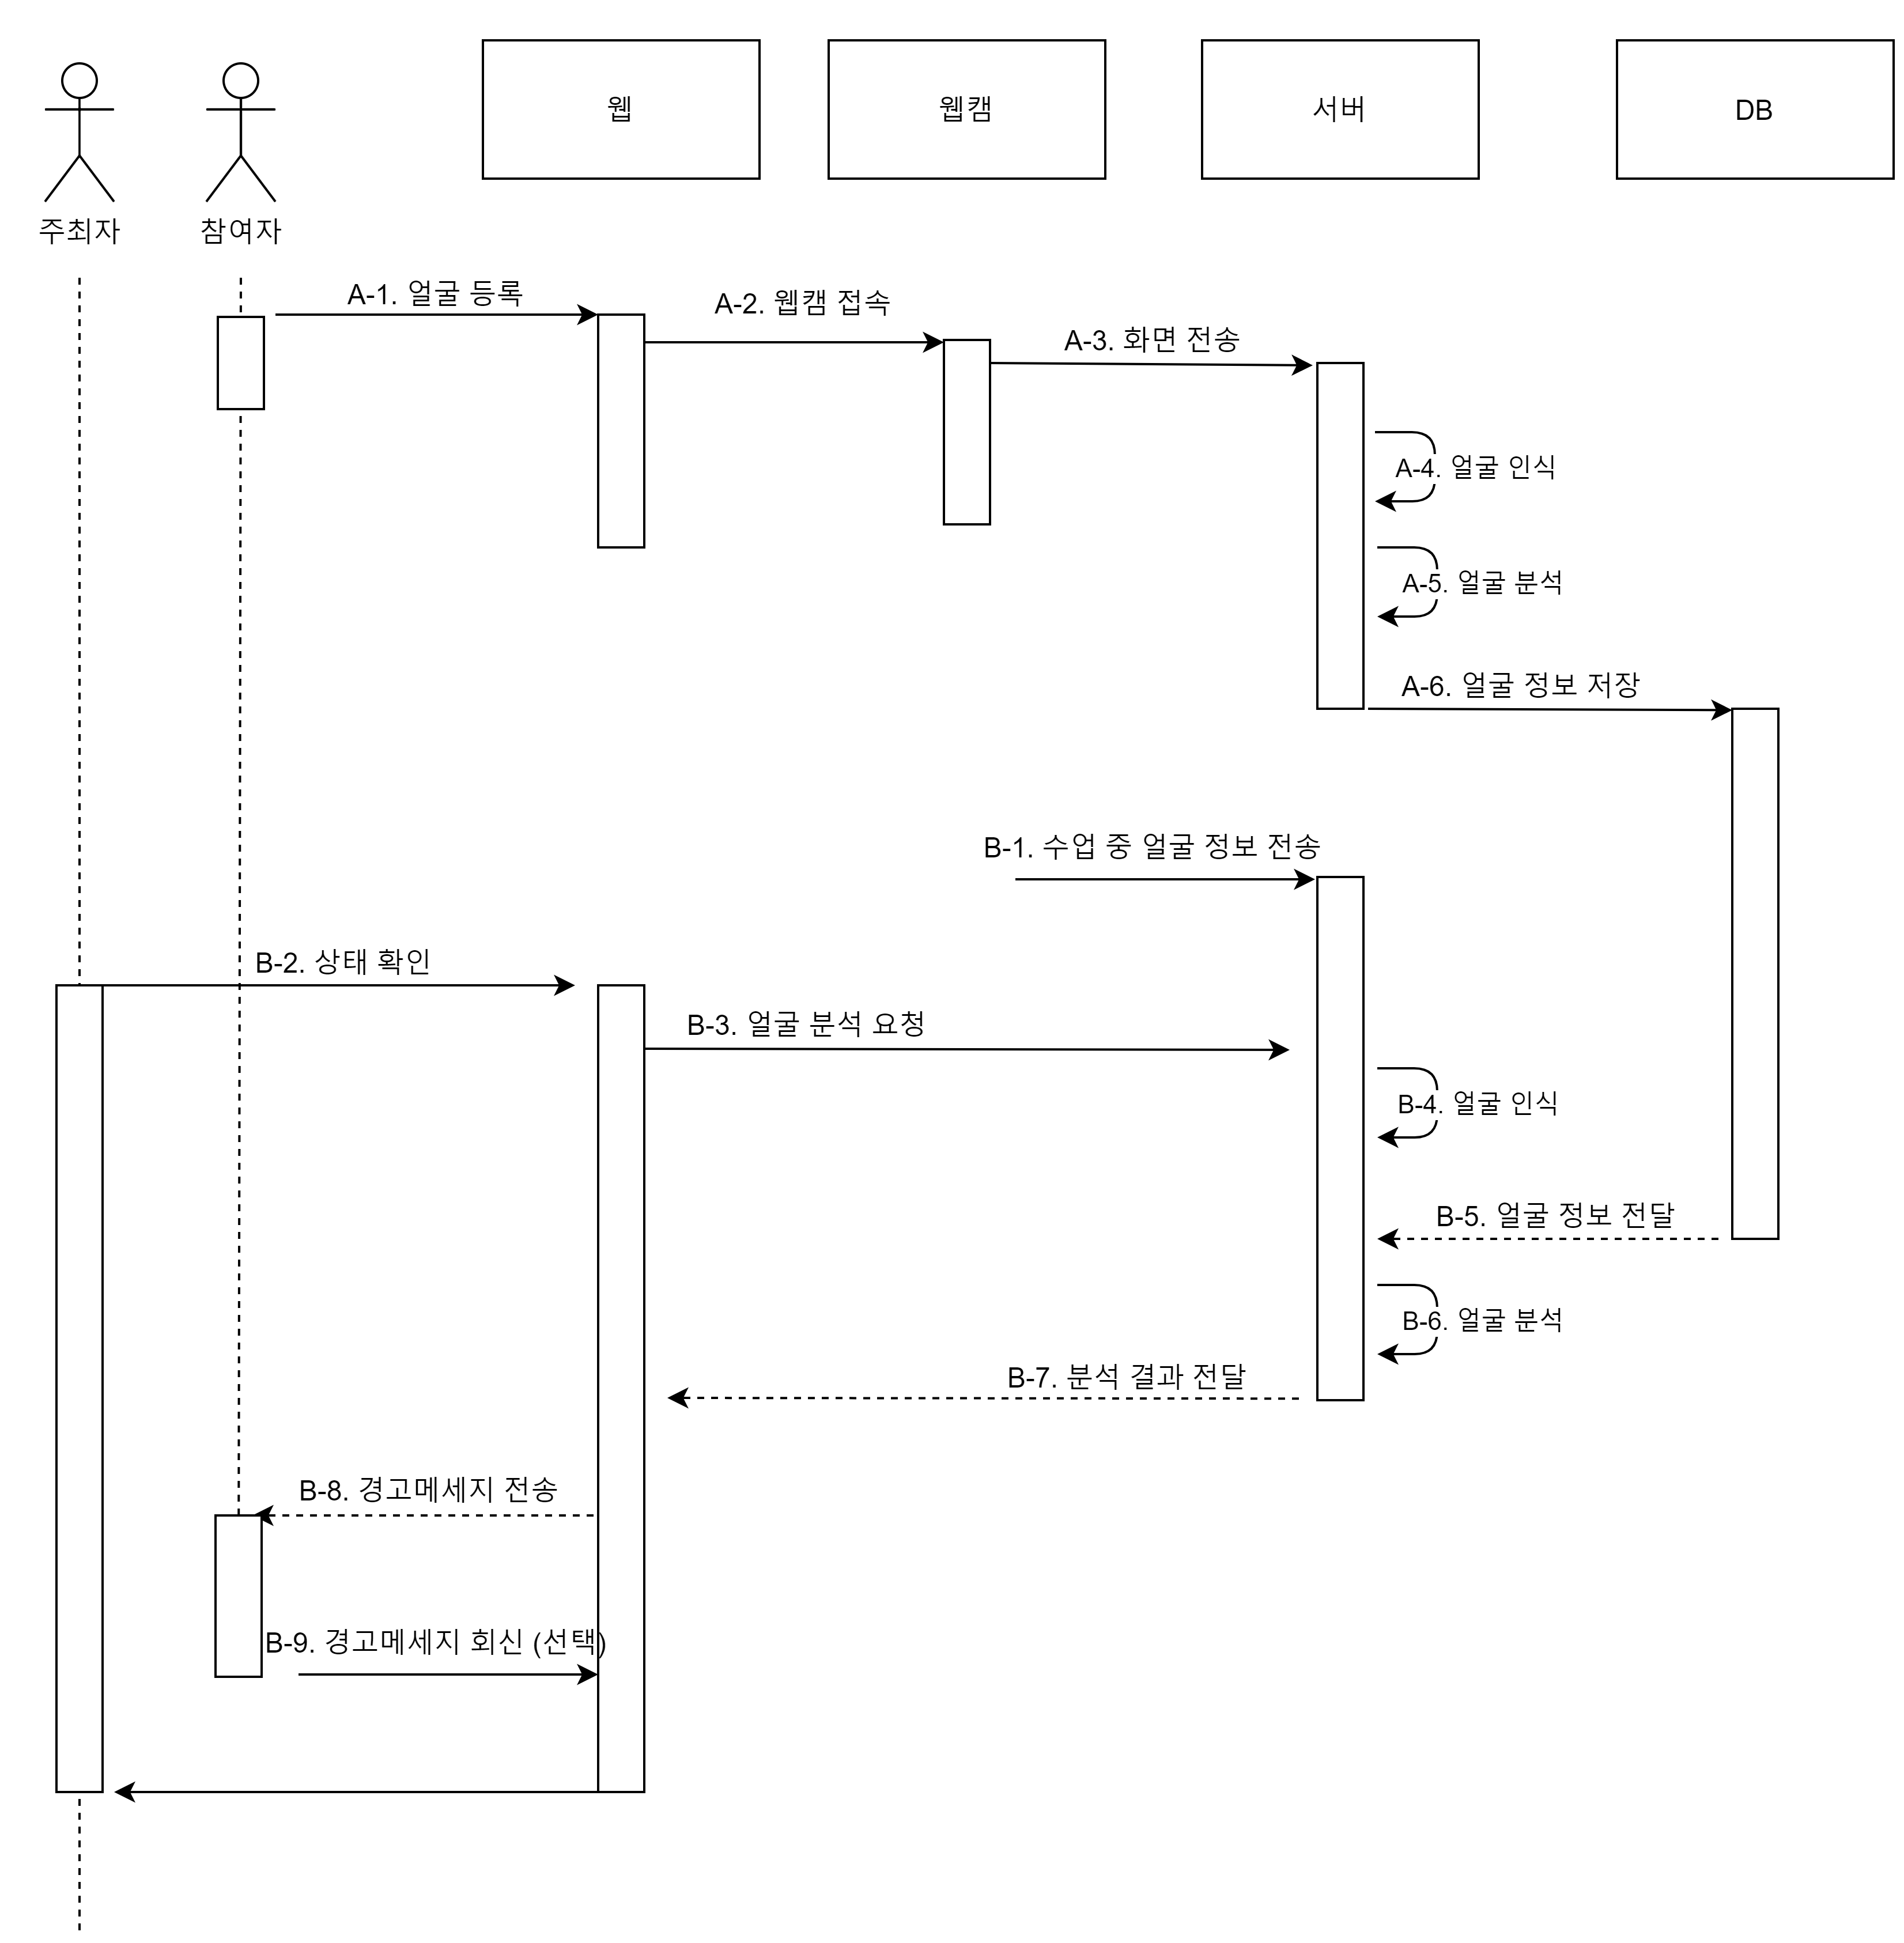 웹
웹캠
서버
DB
주최자
참여자
A-1. 얼굴 등록
A-2. 웹캠 접속
A-3. 화면 전송
A-4. 얼굴 인식
A-5. 얼굴 분석
A-6. 얼굴 정보 저장
B-1. 수업 중 얼굴 정보 전송
B-2. 상태 확인
B-3. 얼굴 분석 요청
B-4. 얼굴 인식
B-5. 얼굴 정보 전달
B-6. 얼굴 분석
B-7. 분석 결과 전달
B-8. 경고메세지 전송
B-9. 경고메세지 회신 (선택)